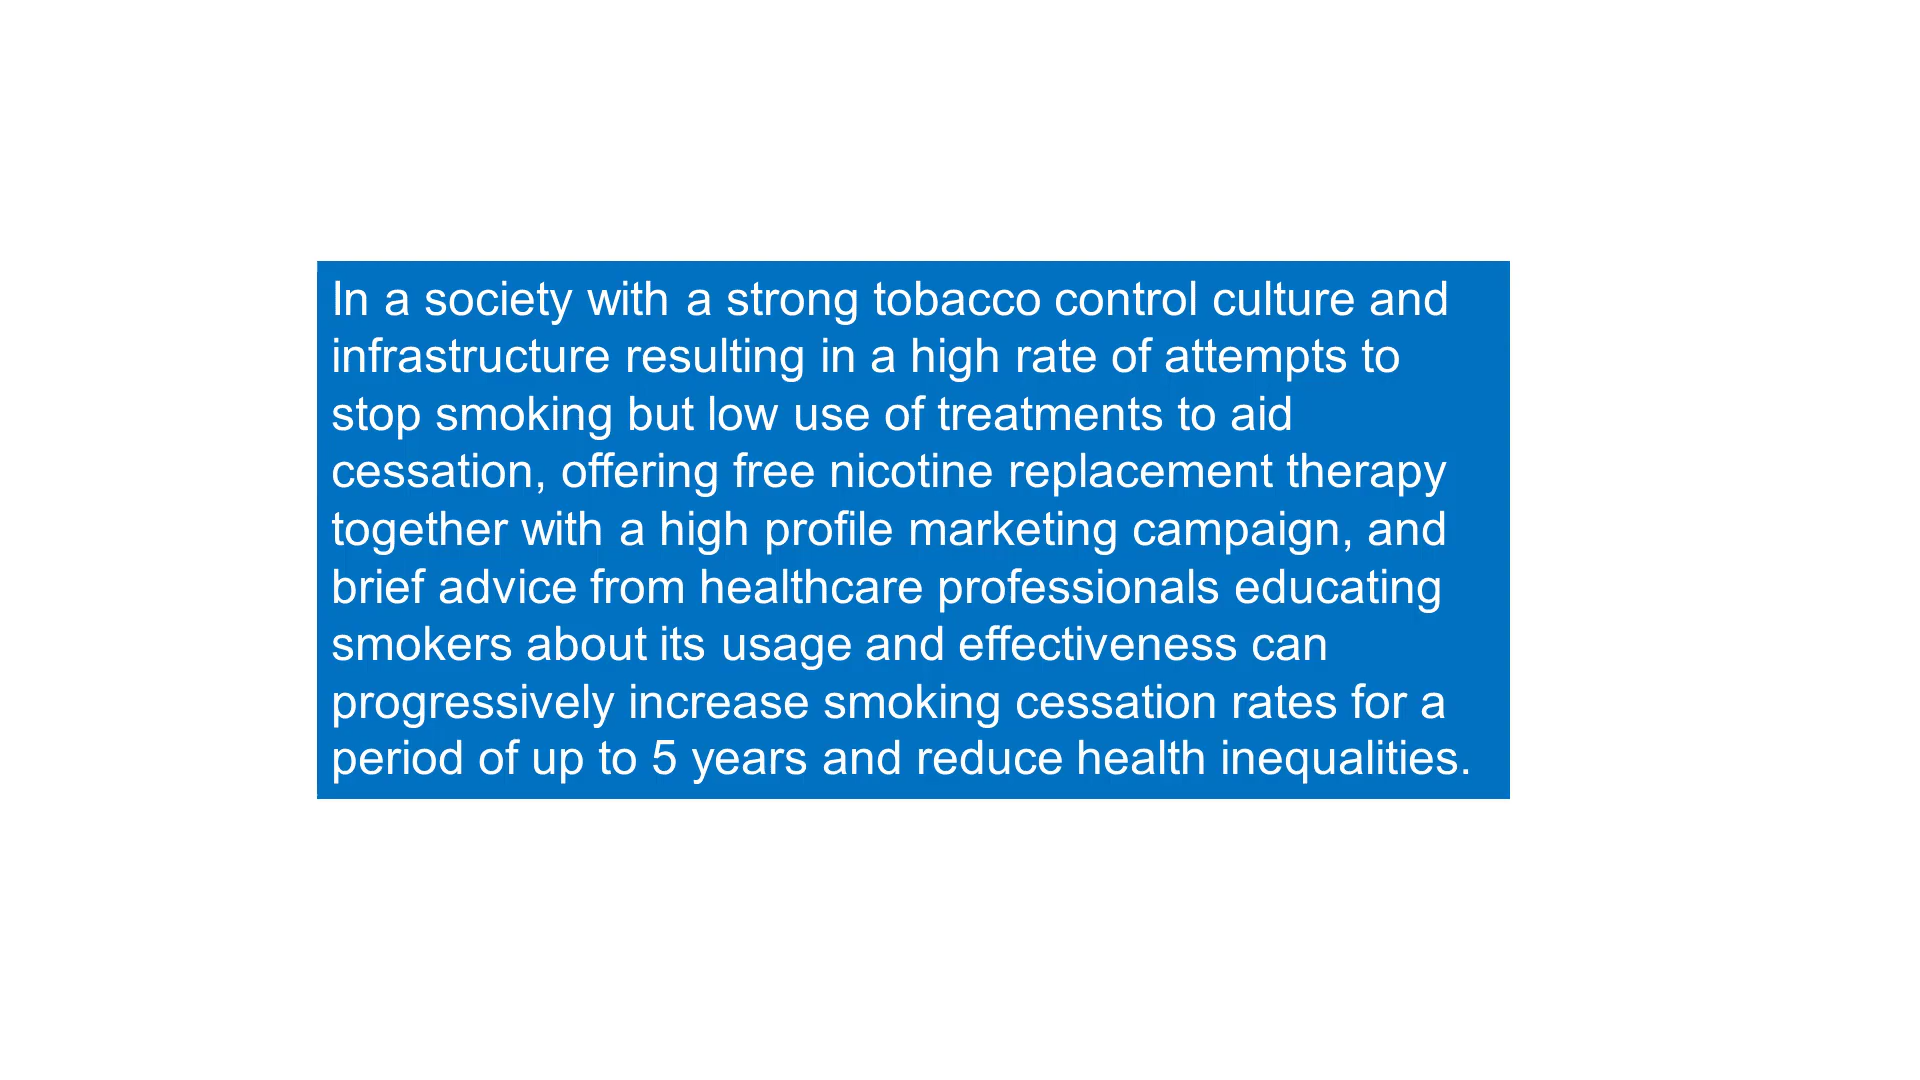 In a society with a strong tobacco control culture and
infrastructure resulting in a high rate of attempts to
stop smoking but low use of treatments to aid
cessation, offering free nicotine replacement therapy
together with a high profile marketing campaign, and
brief advice from healthcare professionals educating
smokers about its usage and effectiveness can
progressively increase smoking cessation rates for a
period of up to 5 years and reduce health inequalities.